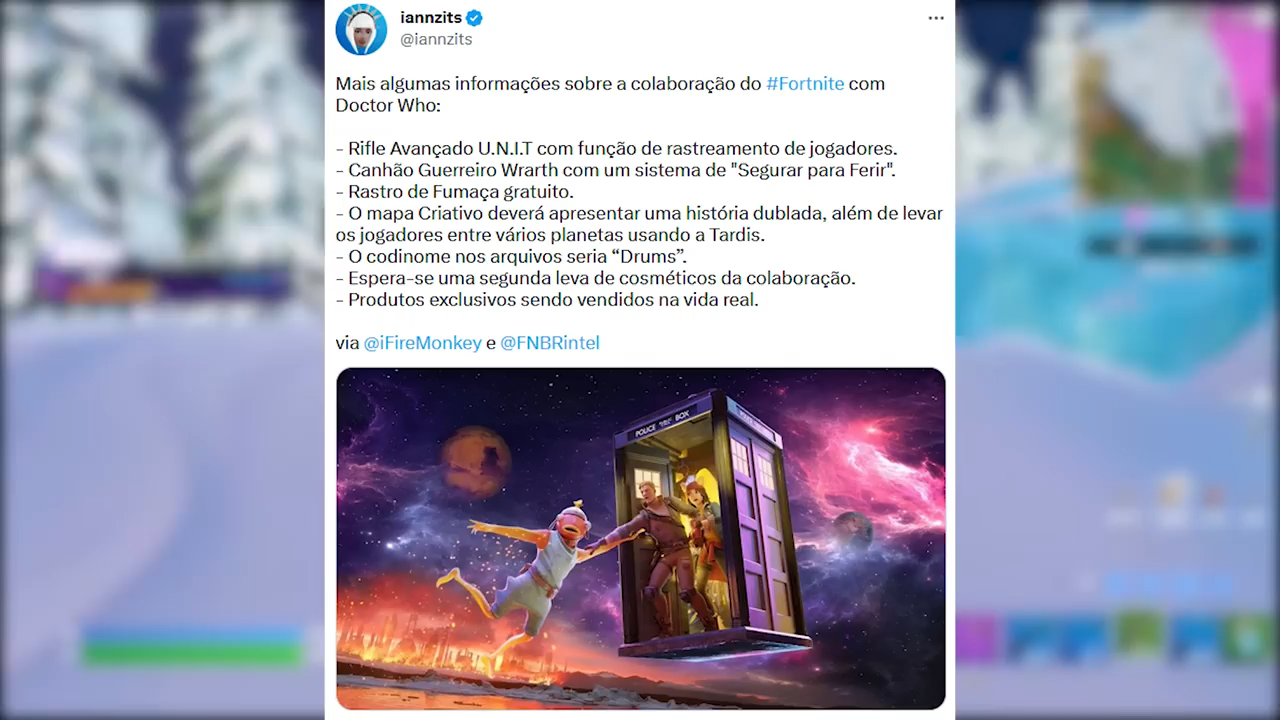 iannzits
@iannzits
Mais algumas informações sobre a colaboração do #Fortnite com
Doctor Who:
- Rifle Avançado U.N.I.T com função de rastreamento de jogadores.
- Canhão Guerreiro Wrarth com um sistema de "Segurar para Ferir".
- Rastro de Fumaça gratuito.
- O mapa Criativo deverá apresentar uma história dublada, além de levar
os jogadores entre vários planetas usando a Tardis.
- O codinome nos arquivos seria “Drums”.
- Espera-se uma segunda leva de cosméticos da colaboração.
- Produtos exclusivos sendo vendidos na vida real.
via @iFireMonkey e @FNBRintel
POLICE BOX